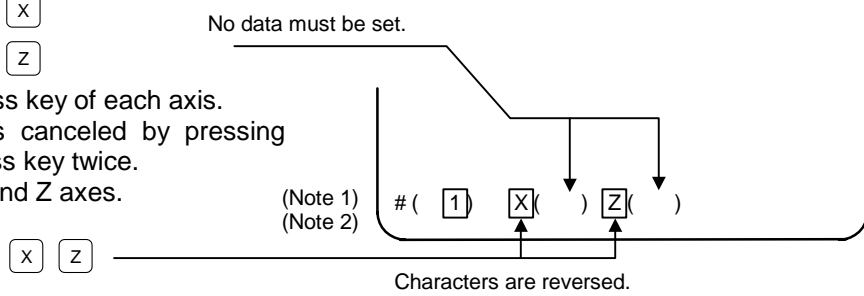 X
No data must be set.
Z
ss key of each axis.
s canceled by pressing
ss key twice.
nd Z axes.
(Note 1) # ( 1) X( ) Z( )
(Note 2)
X Z
Characters are reversed.